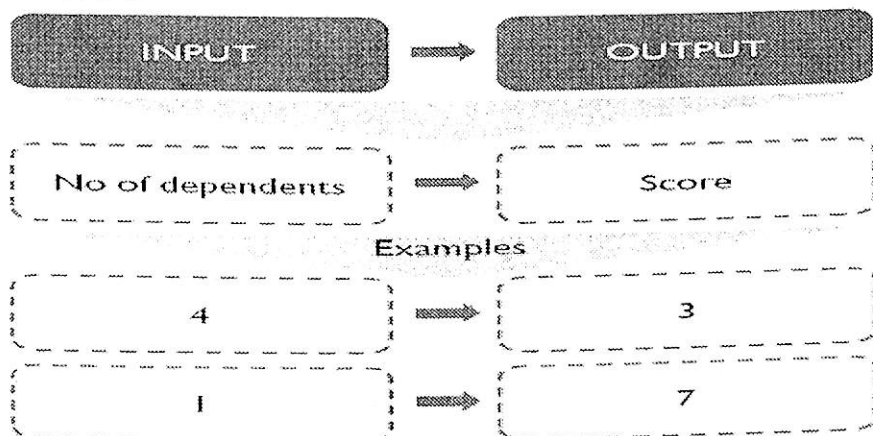 INPUT → OUTPUT
No of dependents → Score
Examples
4 → 3
1 → 7